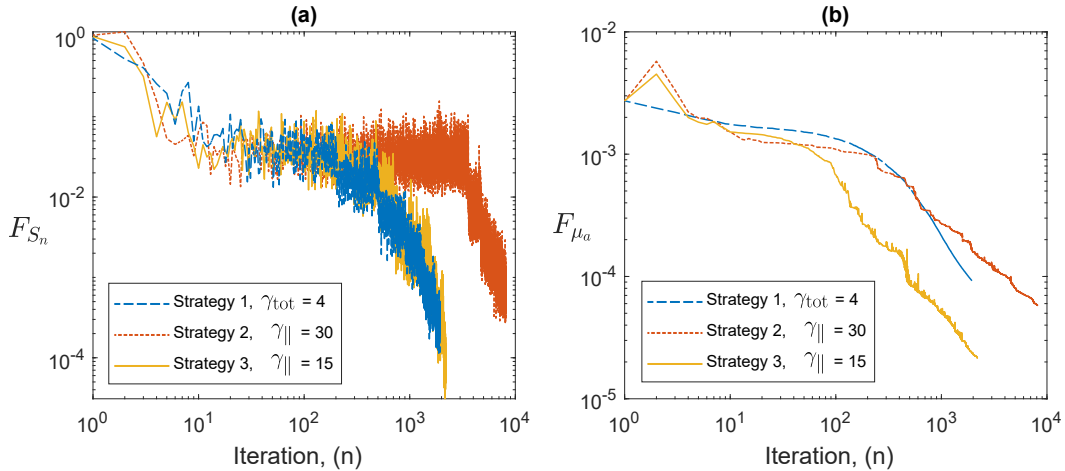 (a)
10^0
10^-2
10^-4
F_{S_n}
Strategy 1, γ_tot = 4
Strategy 2, γ_∥ = 30
Strategy 3, γ_∥ = 15
10^0 10^1 10^2 10^3 10^4
Iteration, (n)
(b)
10^-2
10^-3
10^-4
10^-5
F_{μ_a}
Strategy 1, γ_tot = 4
Strategy 2, γ_∥ = 30
Strategy 3, γ_∥ = 15
10^0 10^1 10^2 10^3 10^4
Iteration, (n)